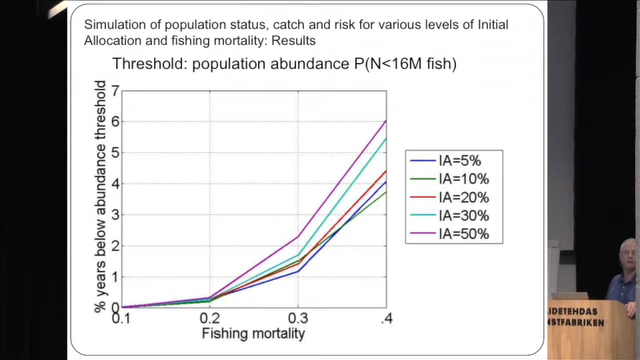 Simulation of population status, catch and risk for various levels of Initial
Allocation and fishing mortality: Results
Threshold: population abundance P(N<16M fish)
% years below abundance threshold
7
6
5
4
3
2
1
0
0.1
0.2
0.3
.4
Fishing mortality
IA=5%
IA=10%
IA=20%
IA=30%
IA=50%
IDETEHDAS
NSTFABRIKEN